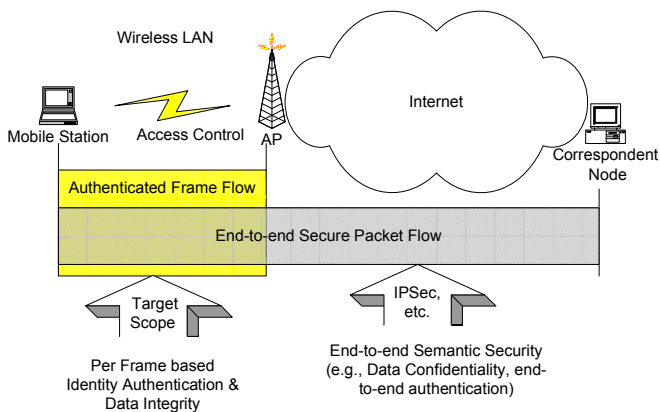 Wireless LAN
Internet
Mobile Station
Access Control
AP
Correspondent
Node
Authenticated Frame Flow
End-to-end Secure Packet Flow
Target
Scope
IPSec,
etc.
Per Frame based
Identity Authentication &
Data Integrity
End-to-end Semantic Security
(e.g., Data Confidentiality, end-
to-end authentication)